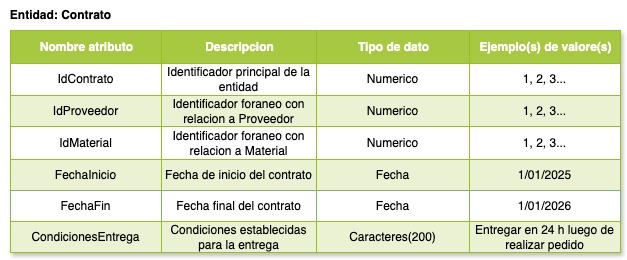 Entidad: Contrato
Nombre atributo Descripcion Tipo de dato Ejemplo(s) de valore(s)
IdContrato Identificador principal de la entidad Numerico 1, 2, 3...
IdProveedor Identificador foraneo con relacion a Proveedor Numerico 1, 2, 3...
IdMaterial Identificador foraneo con relacion a Material Numerico 1, 2, 3...
FechaInicio Fecha de inicio del contrato Fecha 1/01/2025
FechaFin Fecha final del contrato Fecha 1/01/2026
CondicionesEntrega Condiciones establecidas para la entrega Caracteres(200) Entregar en 24 h luego de realizar pedido